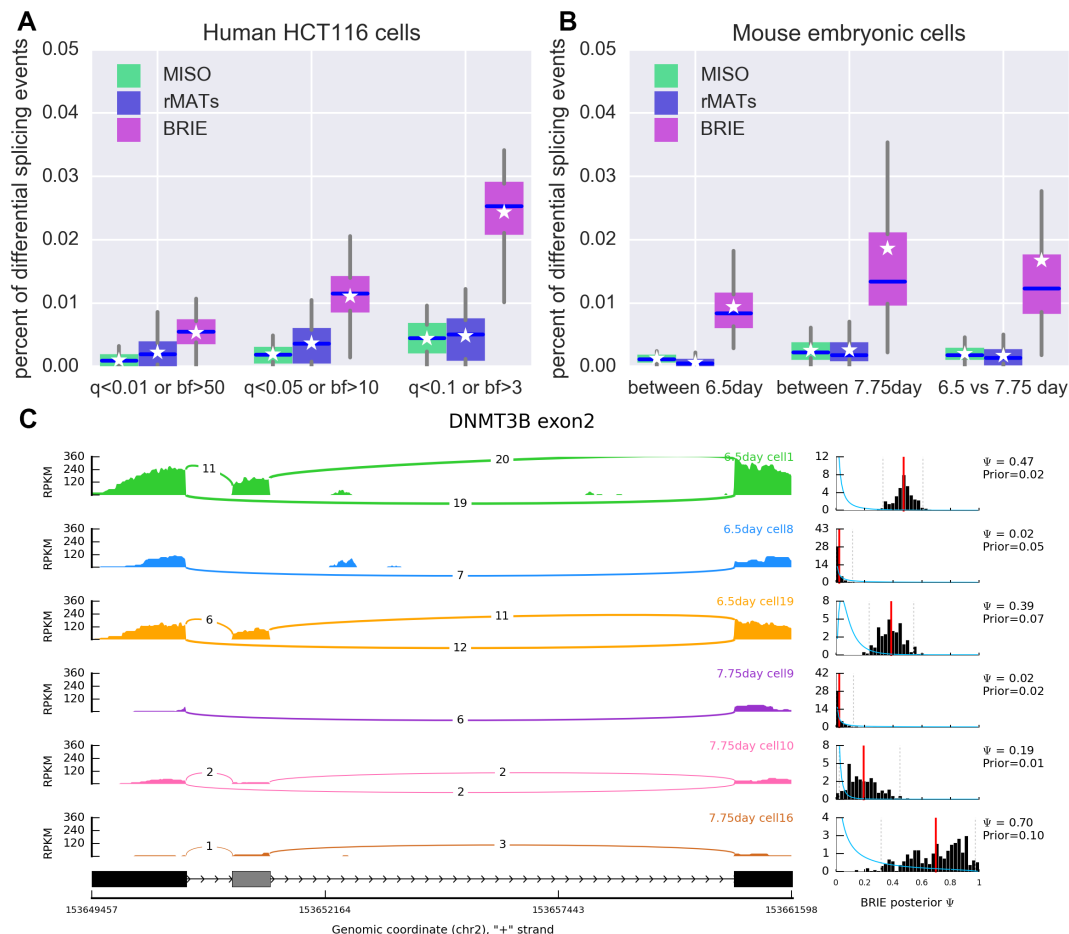 A
Human HCT116 cells
percent of differential splicing events
0.05
0.04
0.03
0.02
0.01
0.00
MISO
rMATs
BRIE
q<0.01 or bf>50
q<0.05 or bf>10
q<0.1 or bf>3
B
Mouse embryonic cells
percent of differential splicing events
0.05
0.04
0.03
0.02
0.01
0.00
MISO
rMATs
BRIE
between 6.5day
between 7.75day
6.5 vs 7.75 day
C
DNMT3B exon2
RPKM
360
240
120
11
20
19
6.5day cell1
12
8
4
0
Ψ = 0.47
Prior=0.02
RPKM
360
240
120
7
6.5day cell8
43
28
14
0
Ψ = 0.02
Prior=0.05
RPKM
360
240
120
6
11
12
6.5day cell19
8
5
2
0
Ψ = 0.39
Prior=0.07
RPKM
360
240
120
6
7.75day cell9
42
28
14
0
Ψ = 0.02
Prior=0.02
RPKM
360
240
120
2
2
2
7.75day cell10
8
5
2
0
Ψ = 0.19
Prior=0.01
RPKM
360
240
120
1
3
7.75day cell16
4
2
1
0
Ψ = 0.70
Prior=0.10
0.0
0.2
0.4
0.6
0.8
1
BRIE posterior Ψ
153649457
153652164
153657443
153661598
Genomic coordinate (chr2), "+" strand